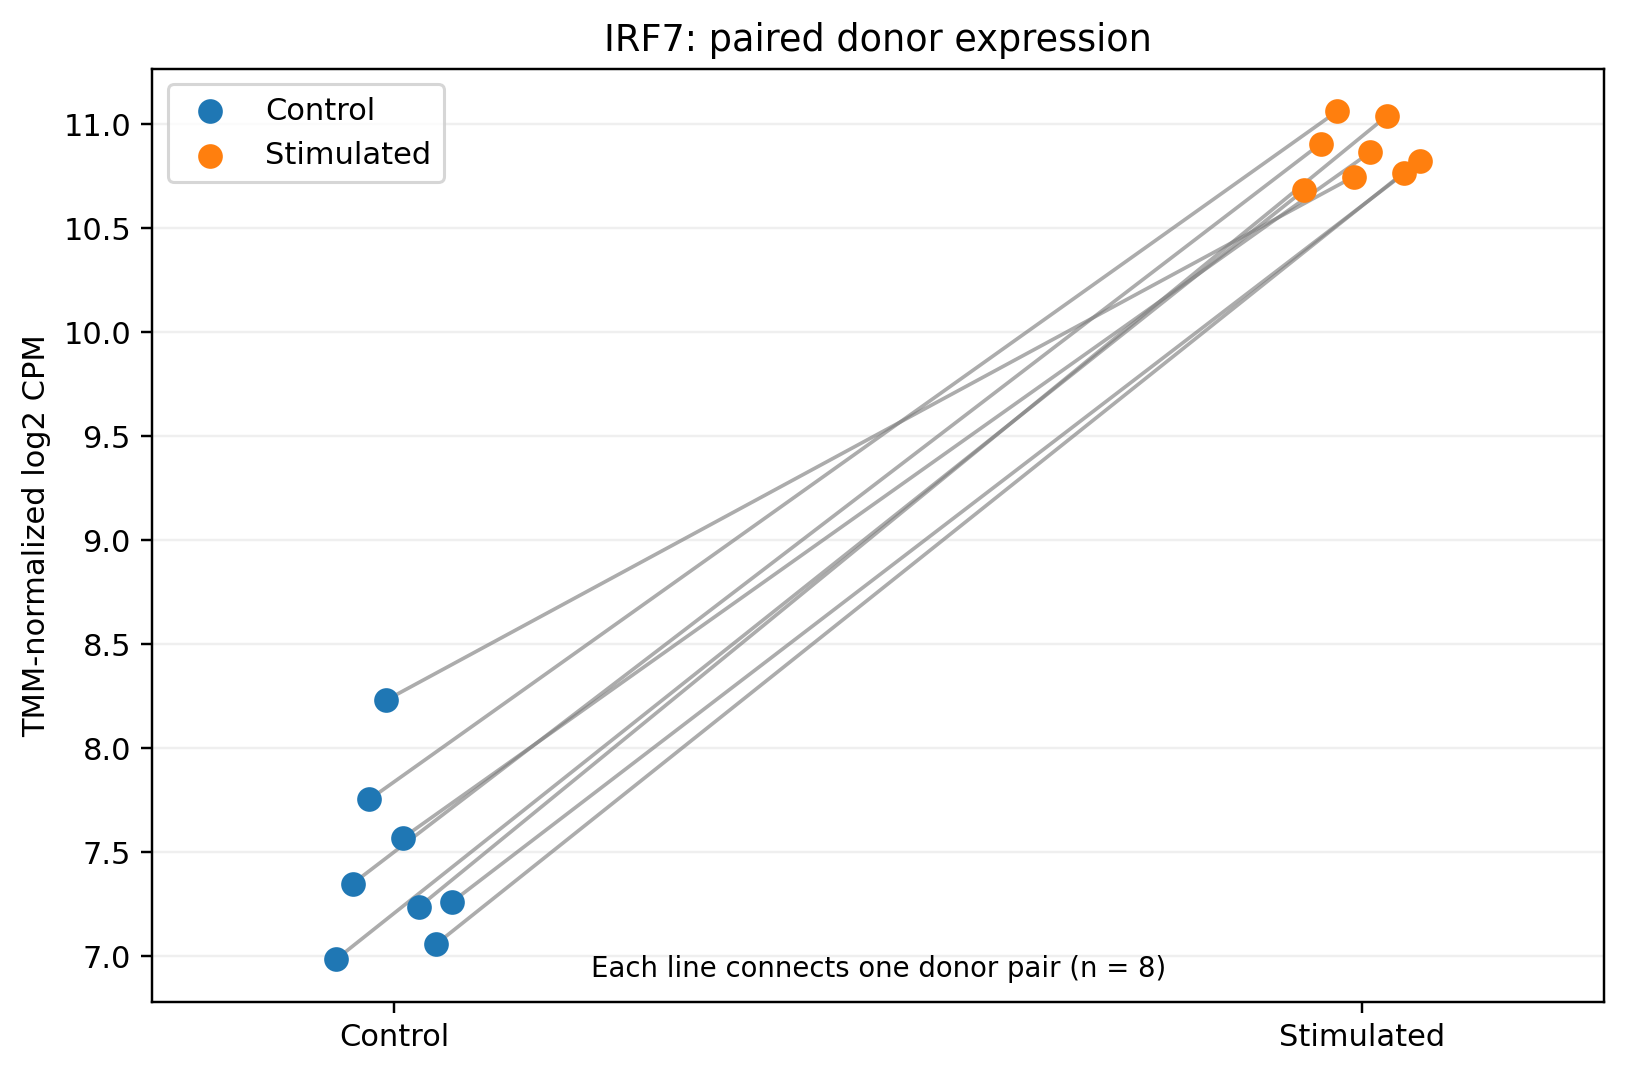 IRF7: paired donor expression
Control
Stimulated
TMM-normalized log2 CPM
11.0
10.5
10.0
9.5
9.0
8.5
8.0
7.5
7.0
Each line connects one donor pair (n = 8)
Control
Stimulated